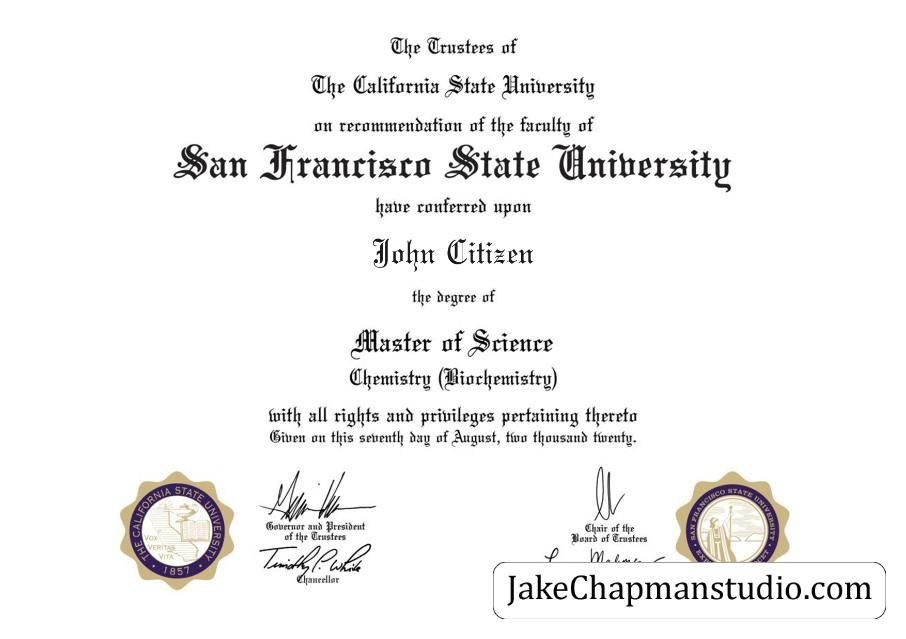 The Trustees of
The California State University
on recommendation of the faculty of
San Francisco State University
have conferred upon
John Citizen
the degree of
Master of Science
Chemistry (Biochemistry)
with all rights and privileges pertaining thereto
Given on this seventh day of August, two thousand twenty.
THE CALIFORNIA STATE UNIVERSITY
VOX
VERITAS
VITA
1857
Governor and President
of the Trustees
Timothy P. White
Chancellor
Chair of the
Board of Trustees
SAN FRANCISCO STATE UNIVERSITY
JakeChapmanstudio.com